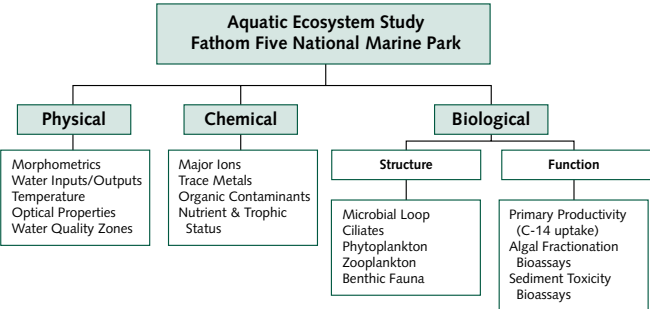 Aquatic Ecosystem Study
Fathom Five National Marine Park
Physical
Chemical
Biological
Morphometrics
Water Inputs/Outputs
Temperature
Optical Properties
Water Quality Zones
Major Ions
Trace Metals
Organic Contaminants
Nutrient & Trophic
Status
Structure
Function
Microbial Loop
Ciliates
Phytoplankton
Zooplankton
Benthic Fauna
Primary Productivity
(C-14 uptake)
Algal Fractionation
Bioassays
Sediment Toxicity
Bioassays